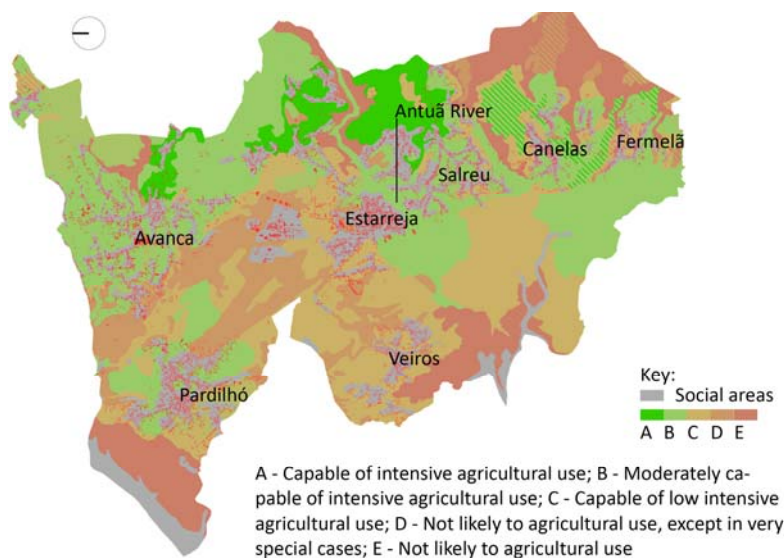 Antuã River
Canelas
Fermelã
Salreu
Estarreja
Avanca
Veiros
Pardilhó
Key:
Social areas
A B C D E
A - Capable of intensive agricultural use; B - Moderately ca-
pable of intensive agricultural use; C - Capable of low intensive
agricultural use; D - Not likely to agricultural use, except in very
special cases; E - Not likely to agricultural use